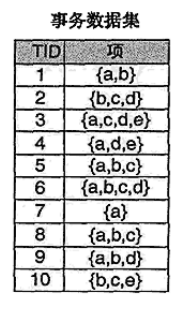 事务数据集
TID 项
1 {a,b}
2 {b,c,d}
3 {a,c,d,e}
4 {a,d,e}
5 {a,b,c}
6 {a,b,c,d}
7 {a}
8 {a,b,c}
9 {a,b,d}
10 {b,c,e}